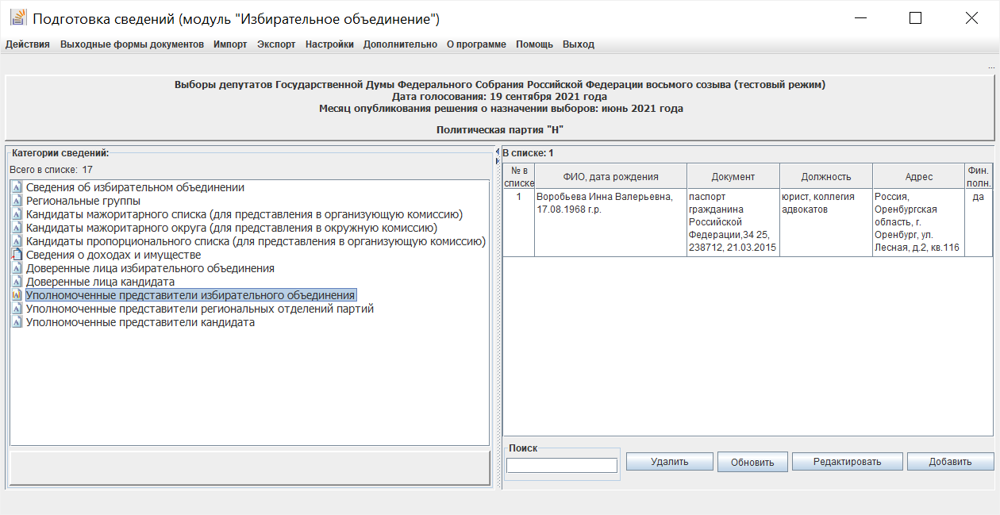 Подготовка сведений (модуль "Избирательное объединение")
Действия Выходные формы документов Импорт Экспорт Настройки Дополнительно О программе Помощь Выход
...
Выборы депутатов Государственной Думы Федерального Собрания Российской Федерации восьмого созыва (тестовый режим)
Дата голосования: 19 сентября 2021 года
Месяц опубликования решения о назначении выборов: июнь 2021 года
Политическая партия "Н"
Категории сведений:
Всего в списке: 17
Сведения об избирательном объединении
Региональные группы
Кандидаты мажоритарного списка (для представления в организующую комиссию)
Кандидаты мажоритарного округа (для представления в окружную комиссию)
Кандидаты пропорционального списка (для представления в организующую комиссию)
Сведения о доходах и имуществе
Доверенные лица избирательного объединения
Доверенные лица кандидата
Уполномоченные представители избирательного объединения
Уполномоченные представители региональных отделений партий
Уполномоченные представители кандидата
В списке: 1
№ в
списке
ФИО, дата рождения
Документ
Должность
Адрес
Фин.
полн.
1
Воробьева Инна Валерьевна,
17.08.1968 г.р.
паспорт
гражданина
Российской
Федерации,34 25,
238712, 21.03.2015
юрист, коллегия
адвокатов
Россия,
Оренбургская
область, г.
Оренбург, ул.
Лесная, д.2, кв.116
да
Поиск
Удалить Обновить Редактировать Добавить